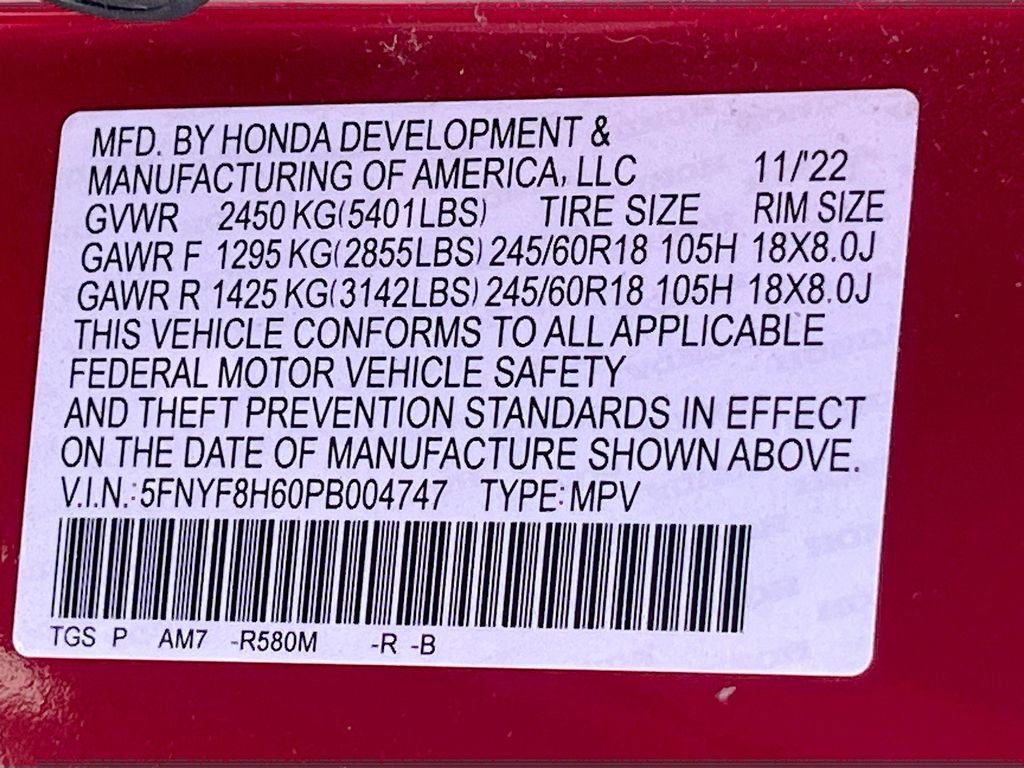 MFD. BY HONDA DEVELOPMENT &
MANUFACTURING OF AMERICA, LLC 11/'22
GVWR 2450 KG(5401LBS) TIRE SIZE RIM SIZE
GAWR F 1295 KG(2855LBS) 245/60R18 105H 18X8.0J
GAWR R 1425 KG(3142LBS) 245/60R18 105H 18X8.0J
THIS VEHICLE CONFORMS TO ALL APPLICABLE
FEDERAL MOTOR VEHICLE SAFETY
AND THEFT PREVENTION STANDARDS IN EFFECT
ON THE DATE OF MANUFACTURE SHOWN ABOVE.
V.I.N.:5FNYF8H60PB004747 TYPE:MPV
TGS P AM7 -R580M -R -B